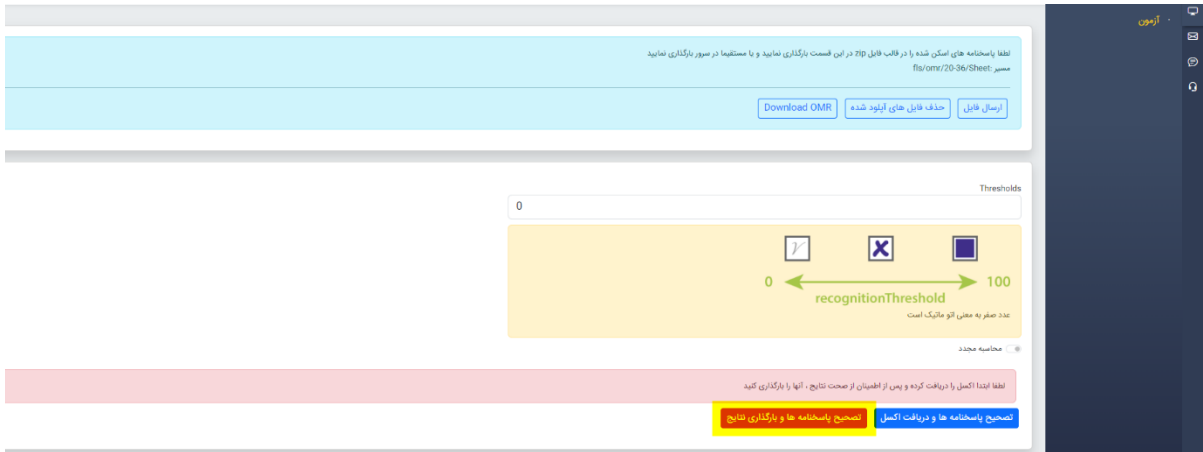 آزمون
لطفا پاسخنامه های اسکن شده را در قالب فایل zip در این قسمت بارگذاری نمایید و یا مستقیما در سرور بارگذاری نمایید
مسیر :fls/omr/20-36/Sheet
ارسال فایل
حذف فایل های آپلود شده
Download OMR
Thresholds
0
0
100
recognitionThreshold
عدد صفر به معنی اتو ماتیک است
محاسبه مجدد
لطفا ابتدا اکسل را دریافت کرده و پس از اطمینان از صحت نتایج ، آنها را بارگذاری کنید
تصحیح پاسخنامه ها و دریافت اکسل
تصحیح پاسخنامه ها و بارگذاری نتایج